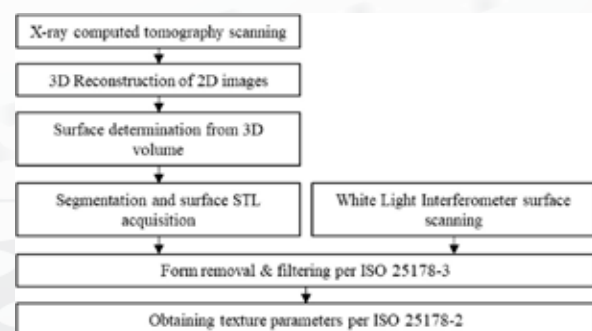 X-ray computed tomography scanning
3D Reconstruction of 2D images
Surface determination from 3D
volume
Segmentation and surface STL
acquisition
White Light Interferometer surface
scanning
Form removal & filtering per ISO 25178-3
Obtaining texture parameters per ISO 25178-2